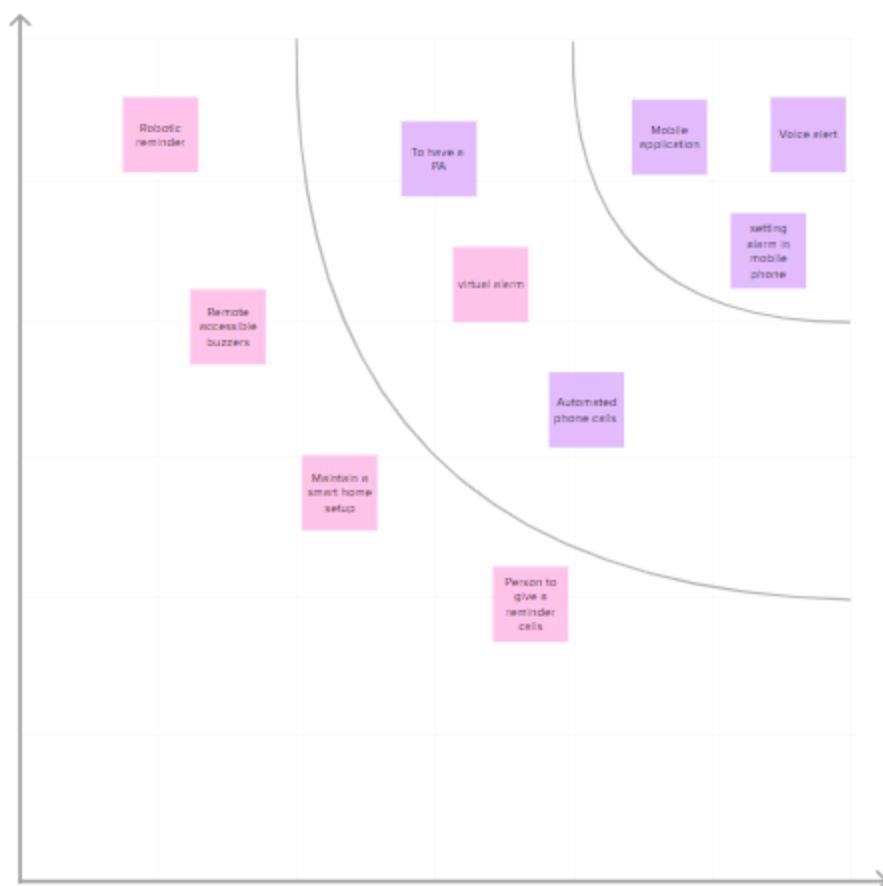 Robotic
reminder
To have a
PA
Mobile
application
Voice alert
setting
alarm in
mobile
phone
virtual alarm
Remote
accessible
buzzers
Automated
phone calls
Maintain a
smart home
setup
Person to
give a
reminder
calls